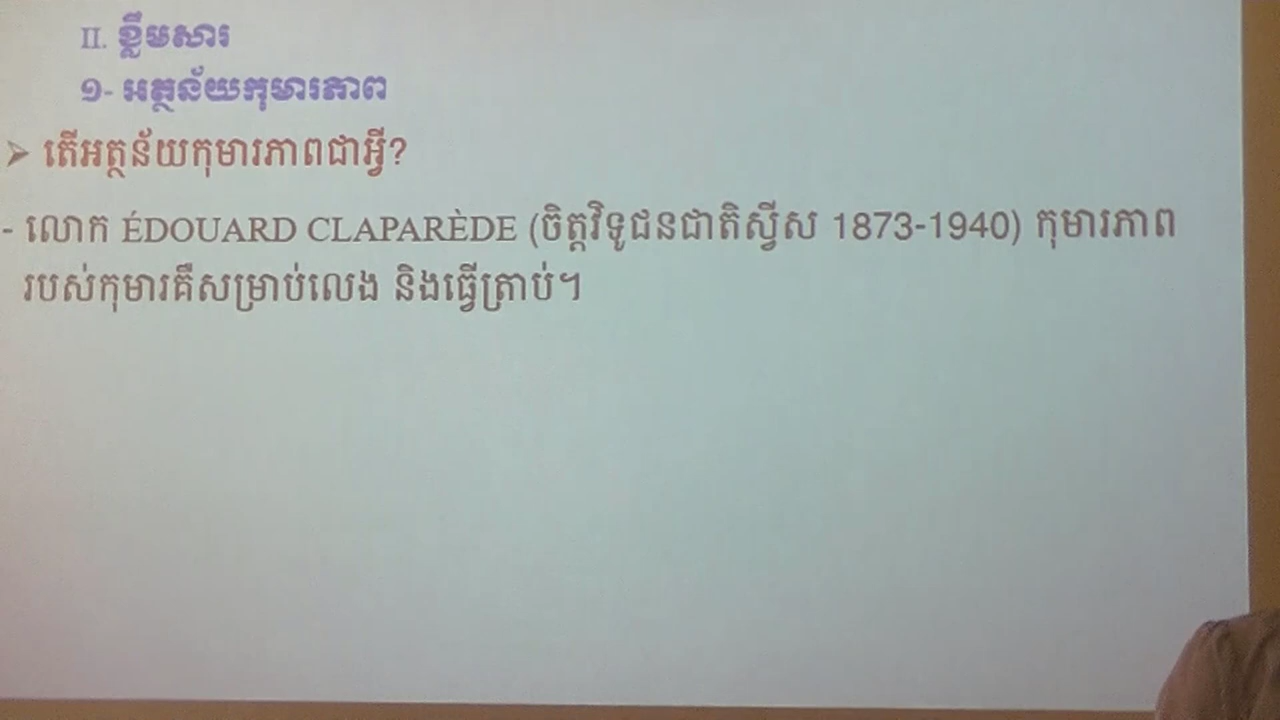 II. ខ្លឹមសារ
១- អត្ថន័យកុមារភាព
➢ តើអត្ថន័យកុមារភាពជាអ្វី?
- លោក ÉDOUARD CLAPARÈDE (ចិត្តវិទូជនជាតិស្វីស 1873-1940) កុមារភាព
របស់កុមារគឺសម្រាប់លេង និងធ្វើត្រាប់។